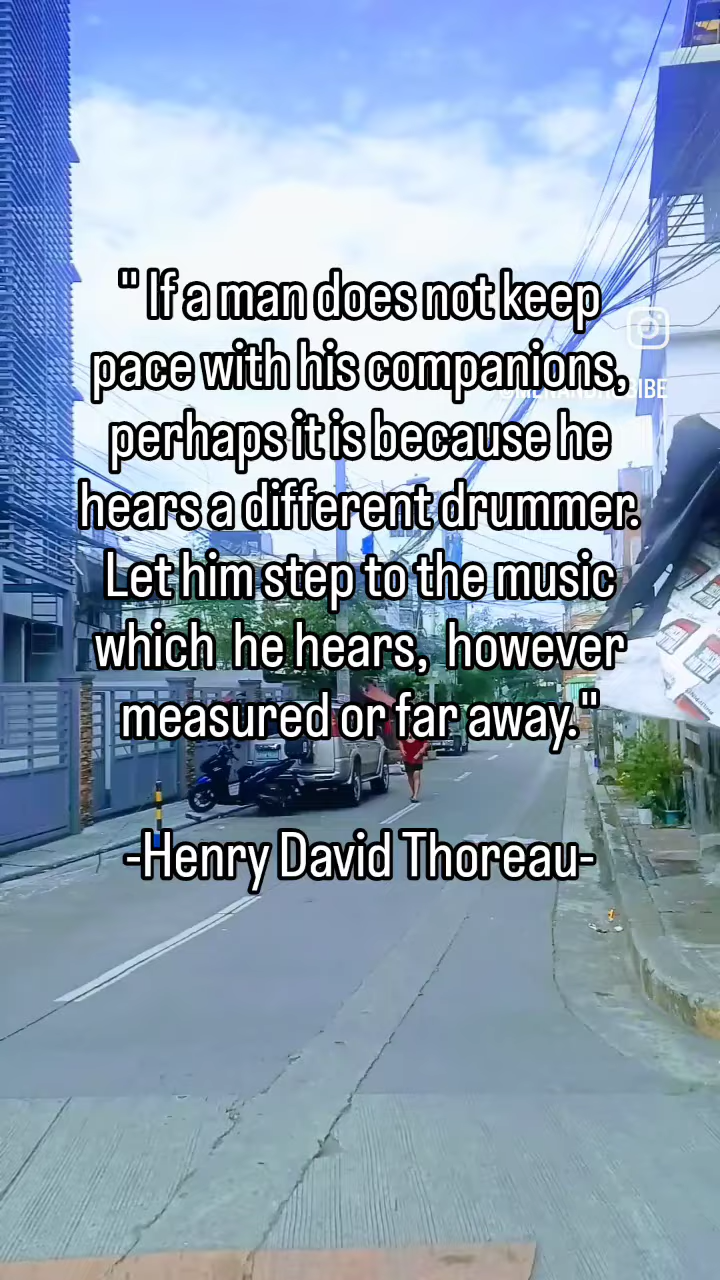 " If a man does not keep
pace with his companions,
perhaps it is because he
hears a different drummer.
Let him step to the music
which he hears, however
measured or far away."
-Henry David Thoreau-